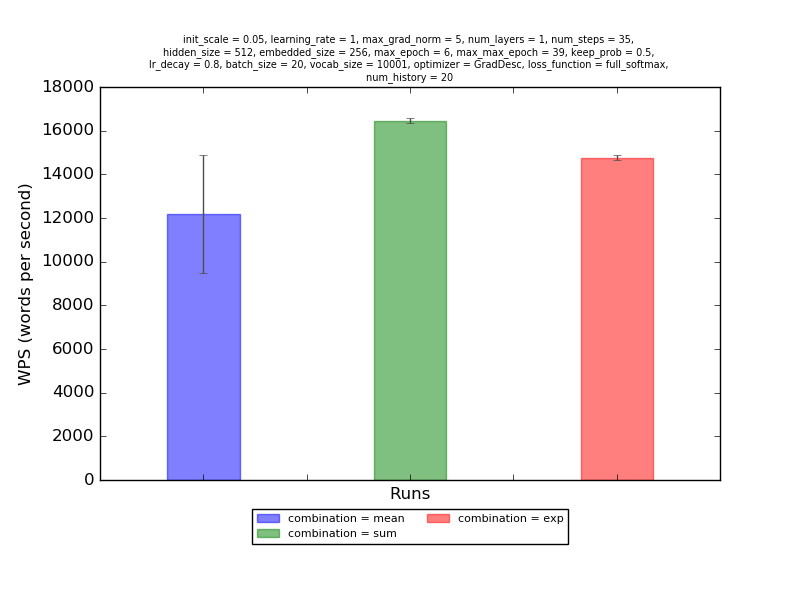 init_scale = 0.05, learning_rate = 1, max_grad_norm = 5, num_layers = 1, num_steps = 35,
hidden_size = 512, embedded_size = 256, max_epoch = 6, max_max_epoch = 39, keep_prob = 0.5,
lr_decay = 0.8, batch_size = 20, vocab_size = 10001, optimizer = GradDesc, loss_function = full_softmax,
num_history = 20
18000
16000
14000
12000
10000
8000
6000
4000
2000
0
WPS (words per second)
Runs
combination = mean
combination = sum
combination = exp